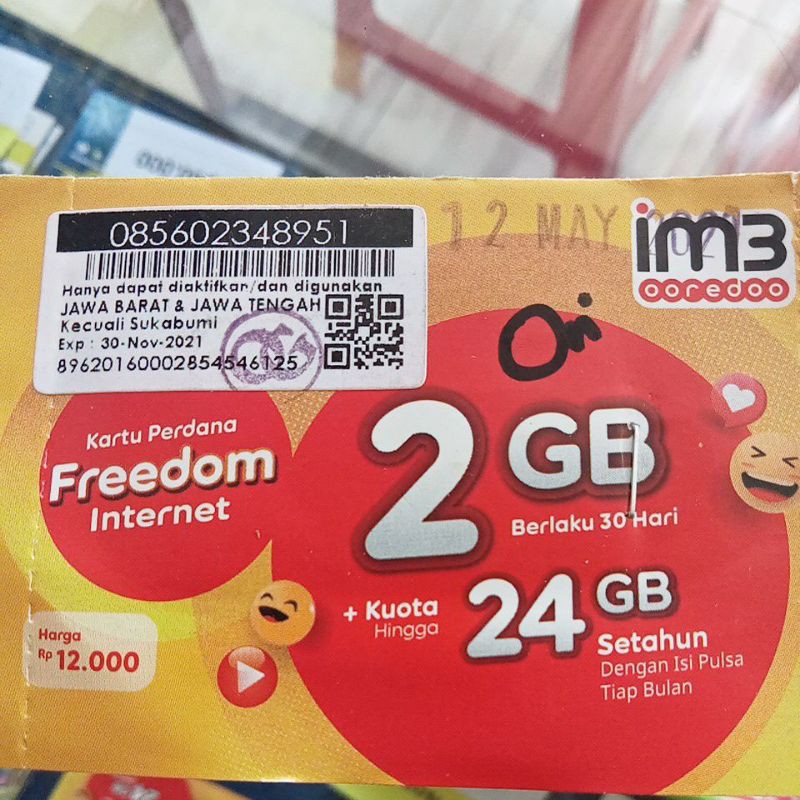 085602348951
Hanya dapat diaktifkan/dan digunakan
JAWA BARAT & JAWA TENGAH
Kecuali Sukabumi
Exp : 30-Nov-2021
89620160002854546125
12 MAY
im3
ooredoo
Ori
Kartu Perdana
Freedom
Internet
2 GB
Berlaku 30 Hari
+ Kuota
Hingga
24 GB
Setahun
Dengan Isi Pulsa
Tiap Bulan
Harga
Rp 12.000